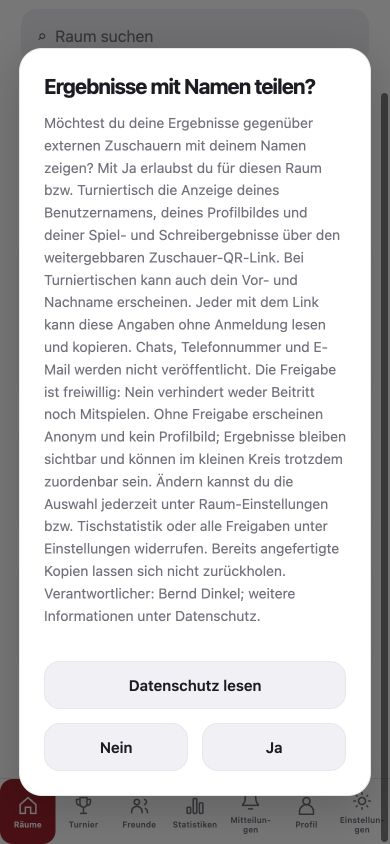 Raum suchen
Ergebnisse mit Namen teilen?
Möchtest du deine Ergebnisse gegenüber
externen Zuschauern mit deinem Namen
zeigen? Mit Ja erlaubst du für diesen Raum
bzw. Turniertisch die Anzeige deines
Benutzernamens, deines Profilbildes und
deiner Spiel- und Schreibergebnisse über den
weitergebbaren Zuschauer-QR-Link. Bei
Turniertischen kann auch dein Vor- und
Nachname erscheinen. Jeder mit dem Link
kann diese Angaben ohne Anmeldung lesen
und kopieren. Chats, Telefonnummer und E-
Mail werden nicht veröffentlicht. Die Freigabe
ist freiwillig: Nein verhindert weder Beitritt
noch Mitspielen. Ohne Freigabe erscheinen
Anonym und kein Profilbild; Ergebnisse bleiben
sichtbar und können im kleinen Kreis trotzdem
zuordenbar sein. Ändern kannst du die
Auswahl jederzeit unter Raum-Einstellungen
bzw. Tischstatistik oder alle Freigaben unter
Einstellungen widerrufen. Bereits angefertigte
Kopien lassen sich nicht zurückholen.
Verantwortlicher: Bernd Dinkel; weitere
Informationen unter Datenschutz.
Datenschutz lesen
Nein
Ja
Räume
Turnier
Freunde
Statistiken
Mitteilun-
gen
Profil
Einstellun-
gen